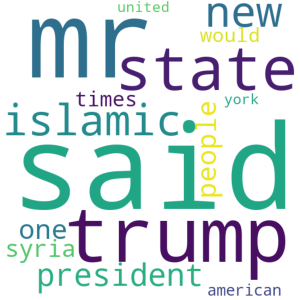 united
mr new
would
state
times york
islamic people
said
one trump
syria
president
american